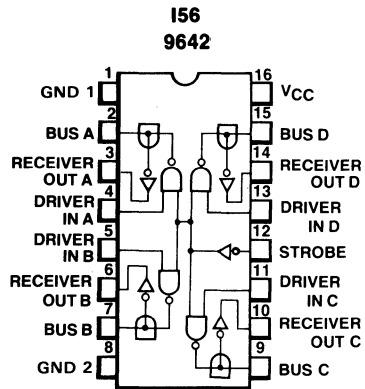 I56
9642
1
GND 1
2
BUS A
3
RECEIVER
OUT A
4
DRIVER
IN A
5
DRIVER
IN B
6
RECEIVER
OUT B
7
BUS B
8
GND 2
16
VCC
15
BUS D
14
RECEIVER
OUT D
13
DRIVER
IN D
12
STROBE
11
DRIVER
IN C
10
RECEIVER
OUT C
9
BUS C